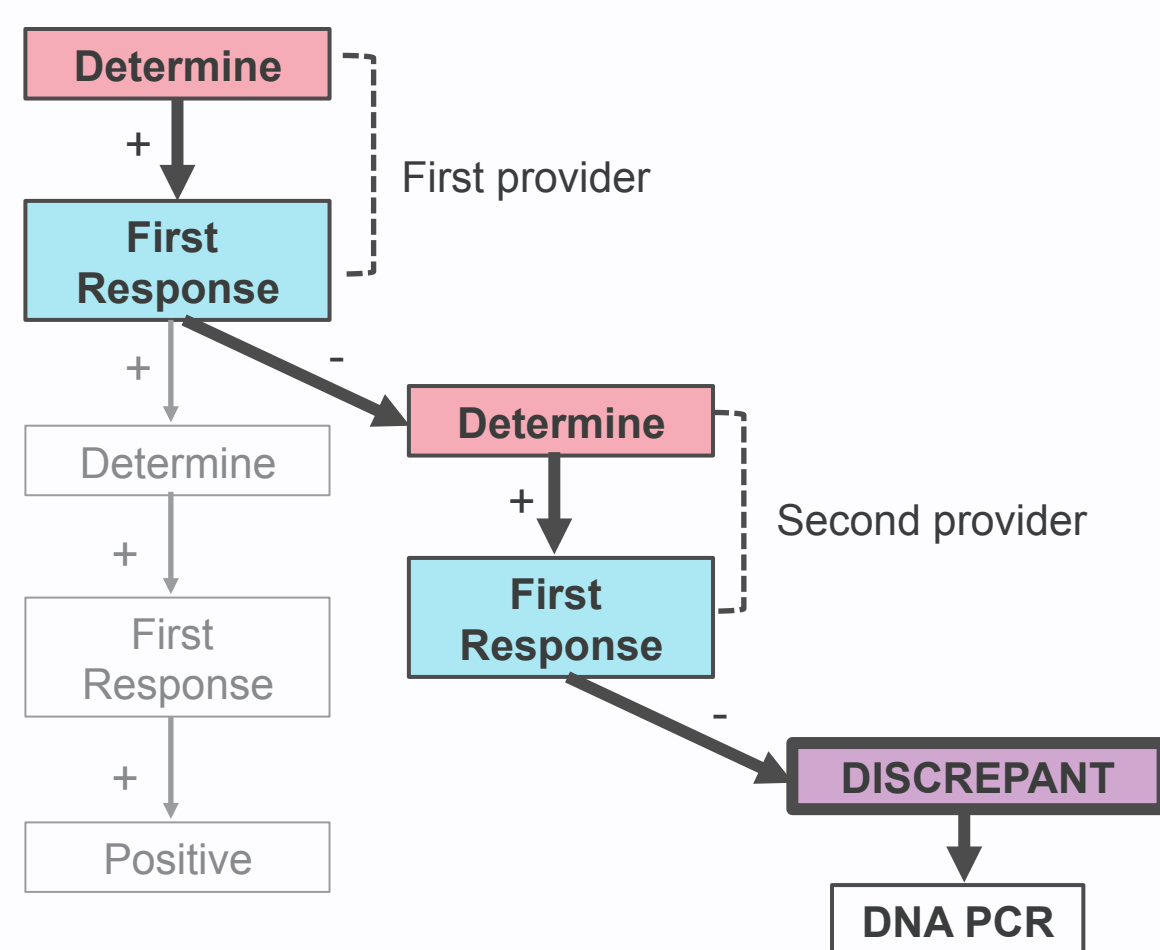 Determine
+
First provider
First
Response
+
-
Determine
Determine
+
Second provider
+
First
Response
First
Response
-
+
DISCREPANT
Positive
DNA PCR